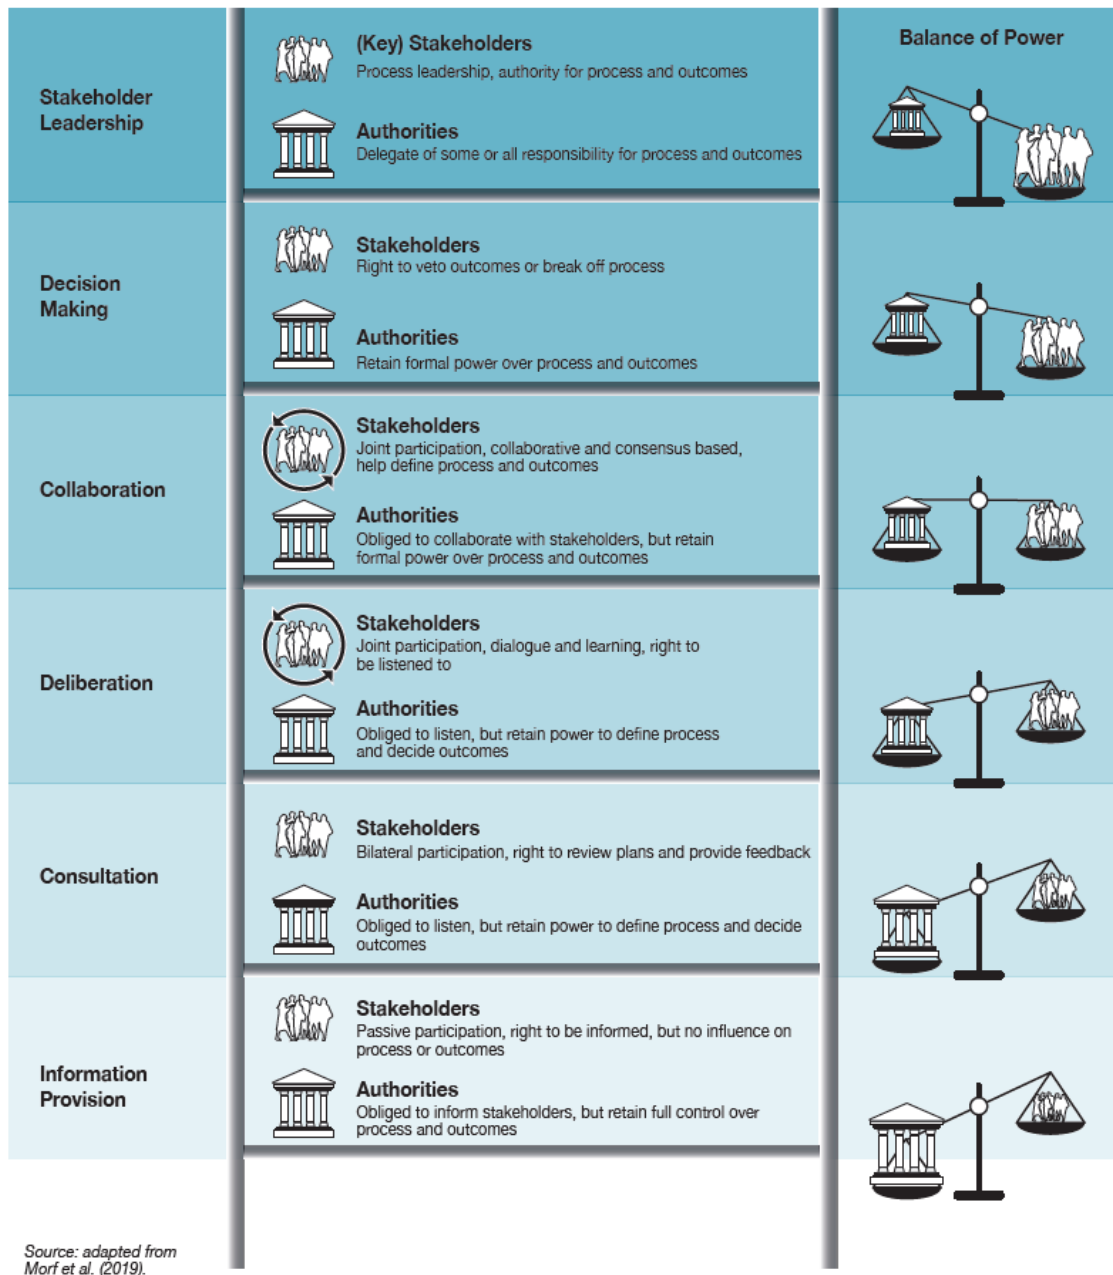 Balance of Power
Stakeholder
Leadership
(Key) Stakeholders
Process leadership, authority for process and outcomes
Authorities
Delegate of some or all responsibility for process and outcomes
Decision
Making
Stakeholders
Right to veto outcomes or break off process
Authorities
Retain formal power over process and outcomes
Collaboration
Stakeholders
Joint participation, collaborative and consensus based,
help define process and outcomes
Authorities
Obliged to collaborate with stakeholders, but retain
formal power over process and outcomes
Deliberation
Stakeholders
Joint participation, dialogue and learning, right to
be listened to
Authorities
Obliged to listen, but retain power to define process
and decide outcomes
Consultation
Stakeholders
Bilateral participation, right to review plans and provide feedback
Authorities
Obliged to listen, but retain power to define process and decide
outcomes
Information
Provision
Stakeholders
Passive participation, right to be informed, but no influence on
process or outcomes
Authorities
Obliged to inform stakeholders, but retain full control over
process and outcomes
Source: adapted from
Morf et al. (2019).